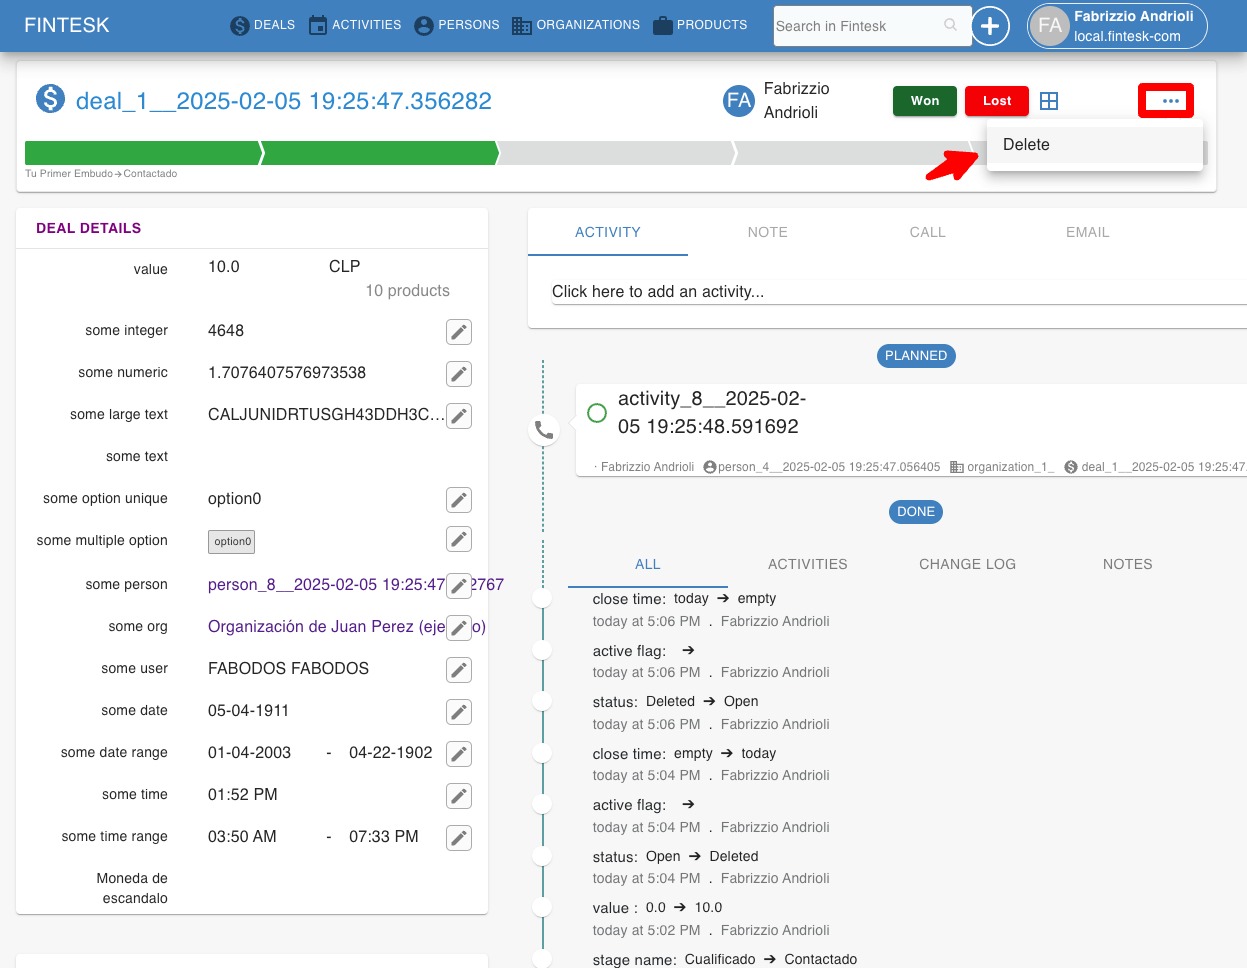 FINTESK
DEALS
ACTIVITIES
PERSONS
ORGANIZATIONS
PRODUCTS
Search in Fintesk
FA
Fabrizzio Andrioli
local.fintesk-com
deal_1__2025-02-05 19:25:47.356282
FA
Fabrizzio
Andrioli
Won
Lost
Delete
Tu Primer Embudo→Contactado
DEAL DETAILS
value 10.0 CLP
10 products
some integer 4648
some numeric 1.7076407576973538
some large text CALJUNIDRTUSGH43DDH3C...
some text
some option unique option0
some multiple option option0
some person person_8__2025-02-05 19:25:47 2767
some org Organización de Juan Perez (eje o)
some user FABODOS FABODOS
some date 05-04-1911
some date range 01-04-2003 - 04-22-1902
some time 01:52 PM
some time range 03:50 AM - 07:33 PM
Moneda de
escandalo
ACTIVITY NOTE CALL EMAIL
Click here to add an activity...
PLANNED
activity_8__2025-02-
05 19:25:48.591692
· Fabrizzio Andrioli person_4__2025-02-05 19:25:47.056405 organization_1_ deal_1__2025-02-05 19:25:47.
DONE
ALL ACTIVITIES CHANGE LOG NOTES
close time: today → empty
today at 5:06 PM . Fabrizzio Andrioli
active flag: →
today at 5:06 PM . Fabrizzio Andrioli
status: Deleted → Open
today at 5:06 PM . Fabrizzio Andrioli
close time: empty → today
today at 5:04 PM . Fabrizzio Andrioli
active flag: →
today at 5:04 PM . Fabrizzio Andrioli
status: Open → Deleted
today at 5:04 PM . Fabrizzio Andrioli
value : 0.0 → 10.0
today at 5:02 PM . Fabrizzio Andrioli
stage name: Cualificado → Contactado